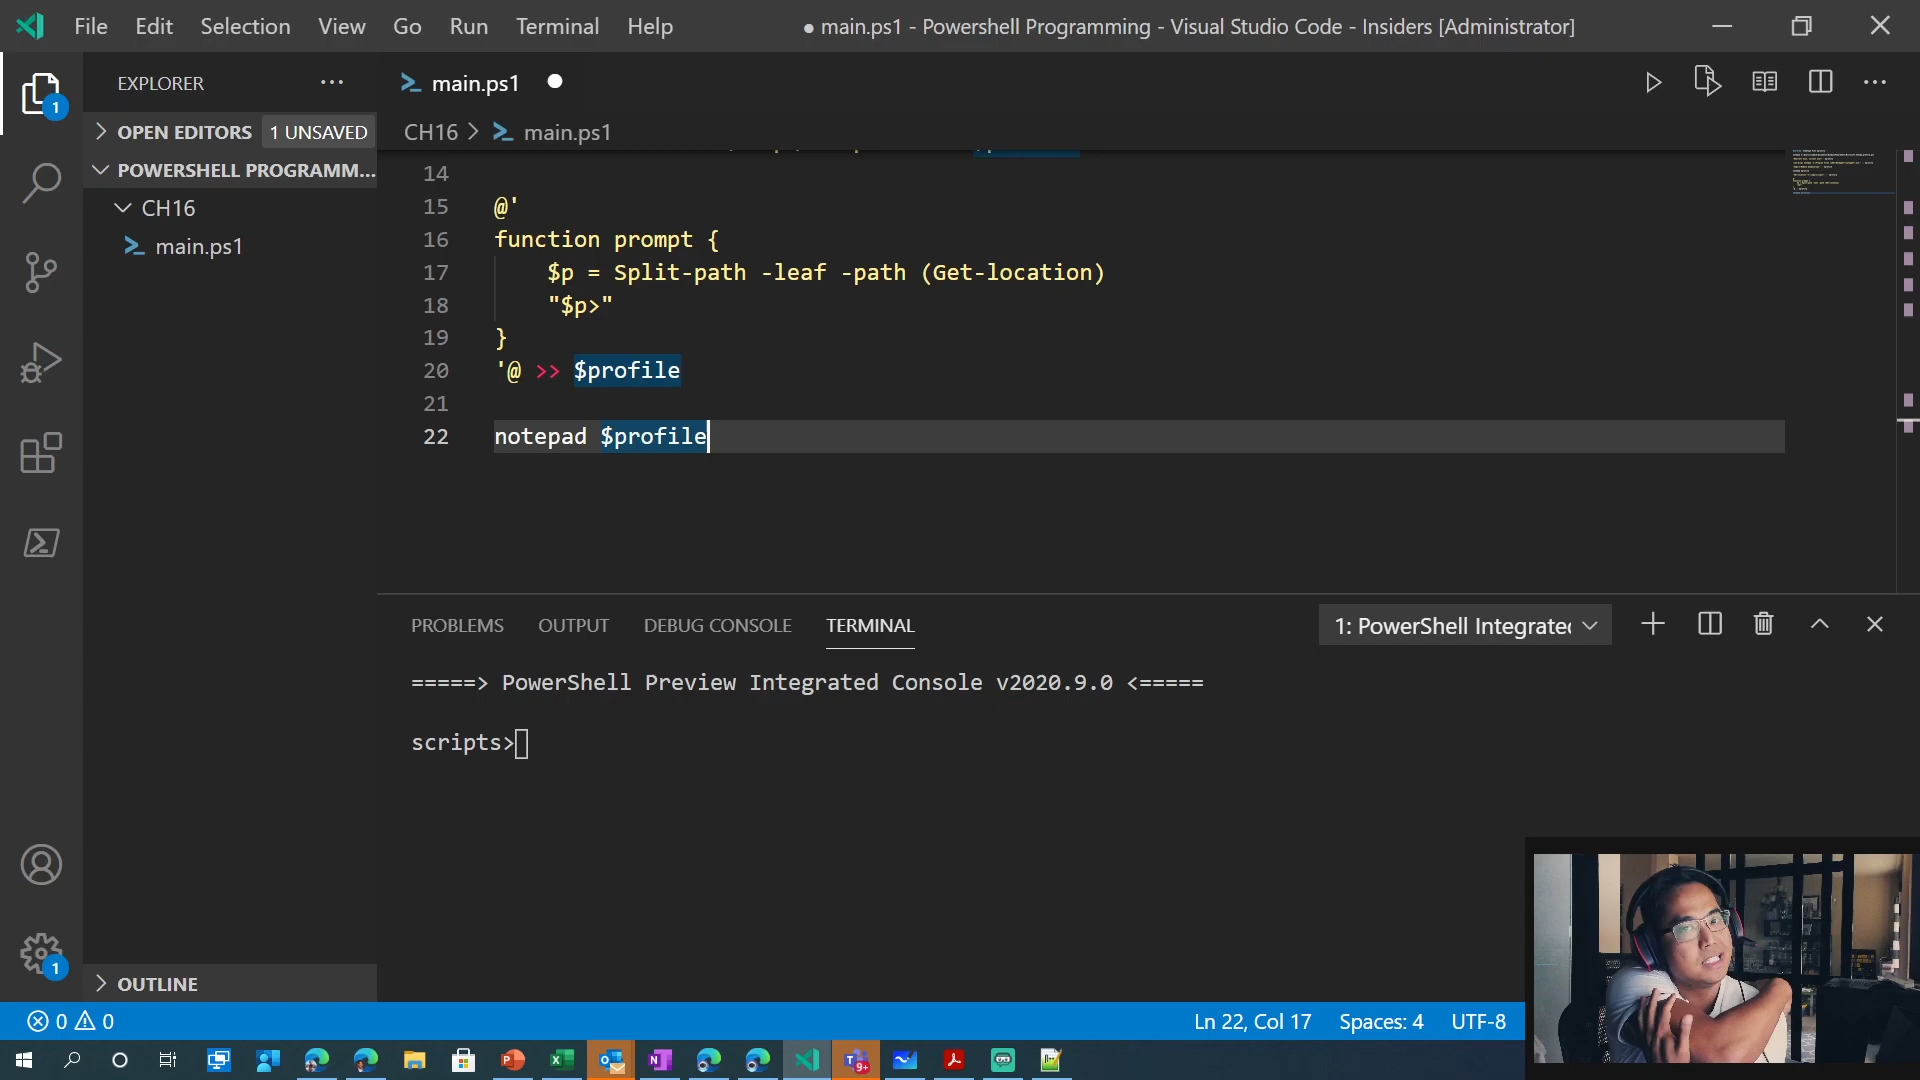 File Edit Selection View Go Run Terminal Help
● main.ps1 - Powershell Programming - Visual Studio Code - Insiders [Administrator]
EXPLORER
main.ps1
1
OPEN EDITORS 1 UNSAVED
CH16 > main.ps1
POWERSHELL PROGRAMM...
CH16
main.ps1
14
15 @'
16 function prompt {
17 $p = Split-path -leaf -path (Get-location)
18 "$p>"
19 }
20 '@ >> $profile
21
22 notepad $profile
PROBLEMS OUTPUT DEBUG CONSOLE TERMINAL
1: PowerShell Integrated
=====> PowerShell Preview Integrated Console v2020.9.0 <=====
scripts>
1
OUTLINE
0 0
Ln 22, Col 17 Spaces: 4 UTF-8
9+